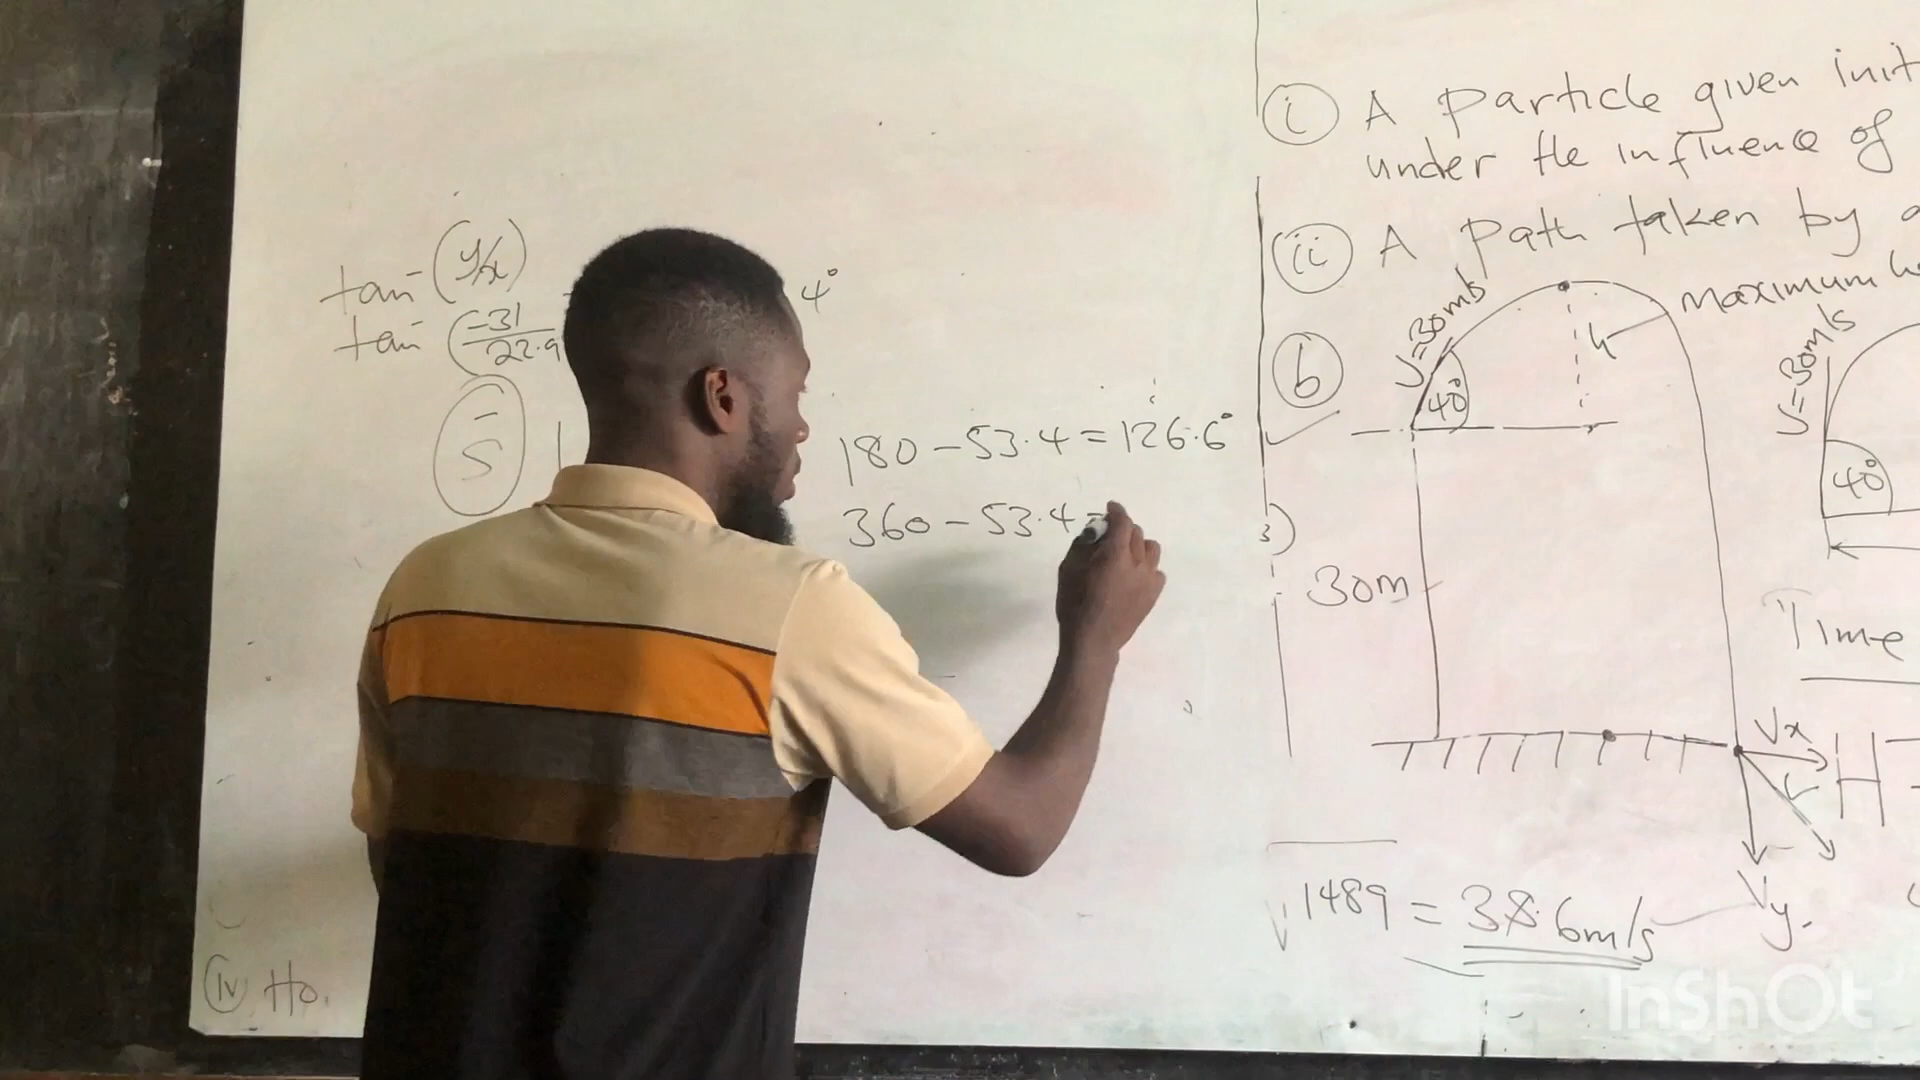 tan⁻(y/x)
4°
tan⁻(-31/22.9
S
180 - 53.4 = 126.6°
360 - 53.4 =
iv Ho.
i A Particle given init
under the influence of
ii A Path taken by a
maximum
U=30m/s
40°
h
b
U=30m/s
40°
3)
30m
Time
Vx
r
H
Vy.
√1489 = 38.6m/s
InShOt